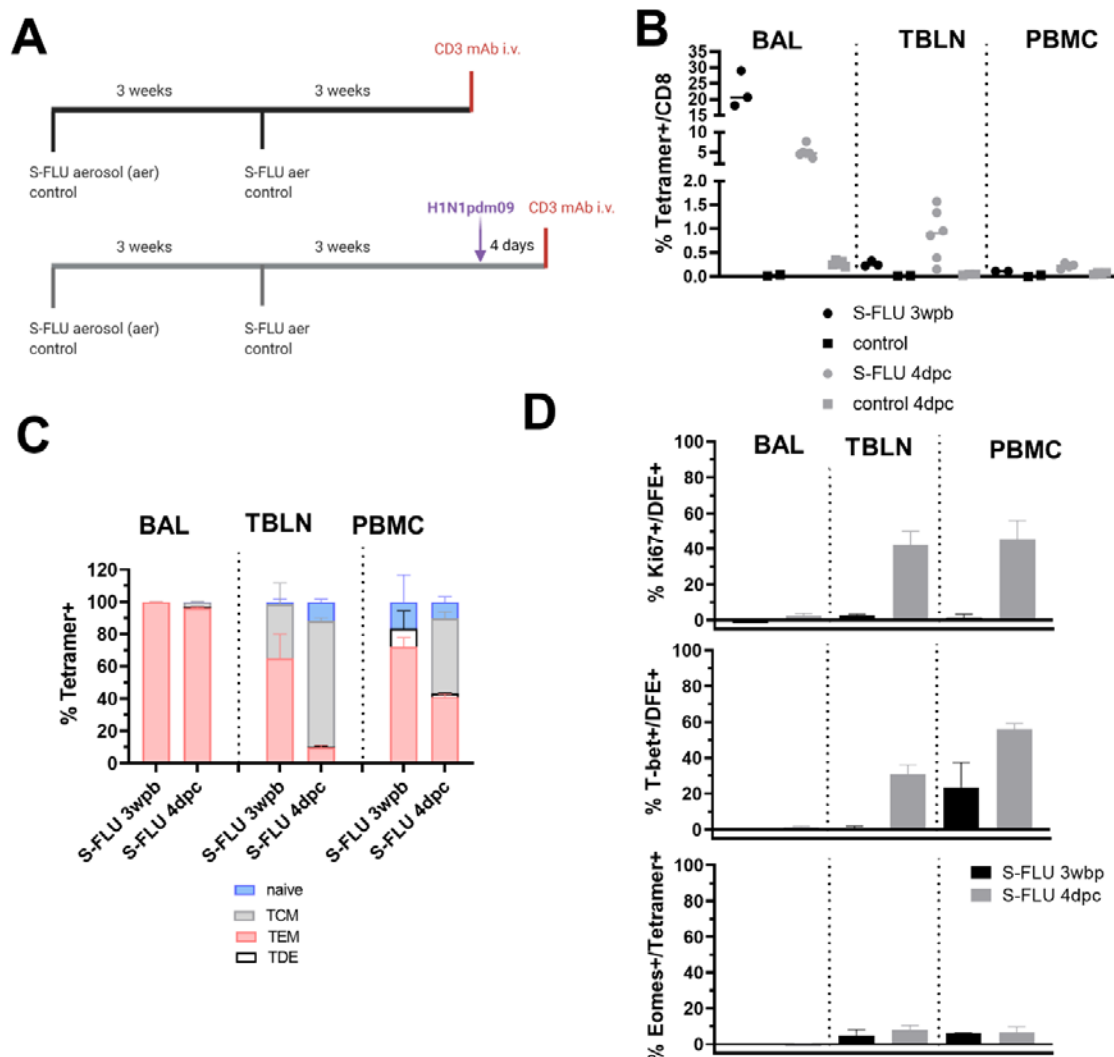 A
CD3 mAb i.v.
3 weeks
3 weeks
S-FLU aerosol (aer)
control
S-FLU aer
control
H1N1pdm09
CD3 mAb i.v.
3 weeks
3 weeks
4 days
S-FLU aerosol (aer)
control
S-FLU aer
control
B
BAL
TBLN
PBMC
% Tetramer+/CD8
35
30
25
20
15
10
5
2.0
1.5
1.0
0.5
0.0
S-FLU 3wpb
control
S-FLU 4dpc
control 4dpc
C
BAL
TBLN
PBMC
% Tetramer+
120
100
80
60
40
20
0
S-FLU 3wpb
S-FLU 4dpc
S-FLU 3wpb
S-FLU 4dpc
S-FLU 3wpb
S-FLU 4dpc
naive
TCM
TEM
TDE
D
BAL
TBLN
PBMC
% Ki67+/DFE+
100
80
60
40
20
0
% T-bet+/DFE+
100
80
60
40
20
0
% Eomes+/Tetramer+
100
80
60
40
20
0
S-FLU 3wbp
S-FLU 4dpc